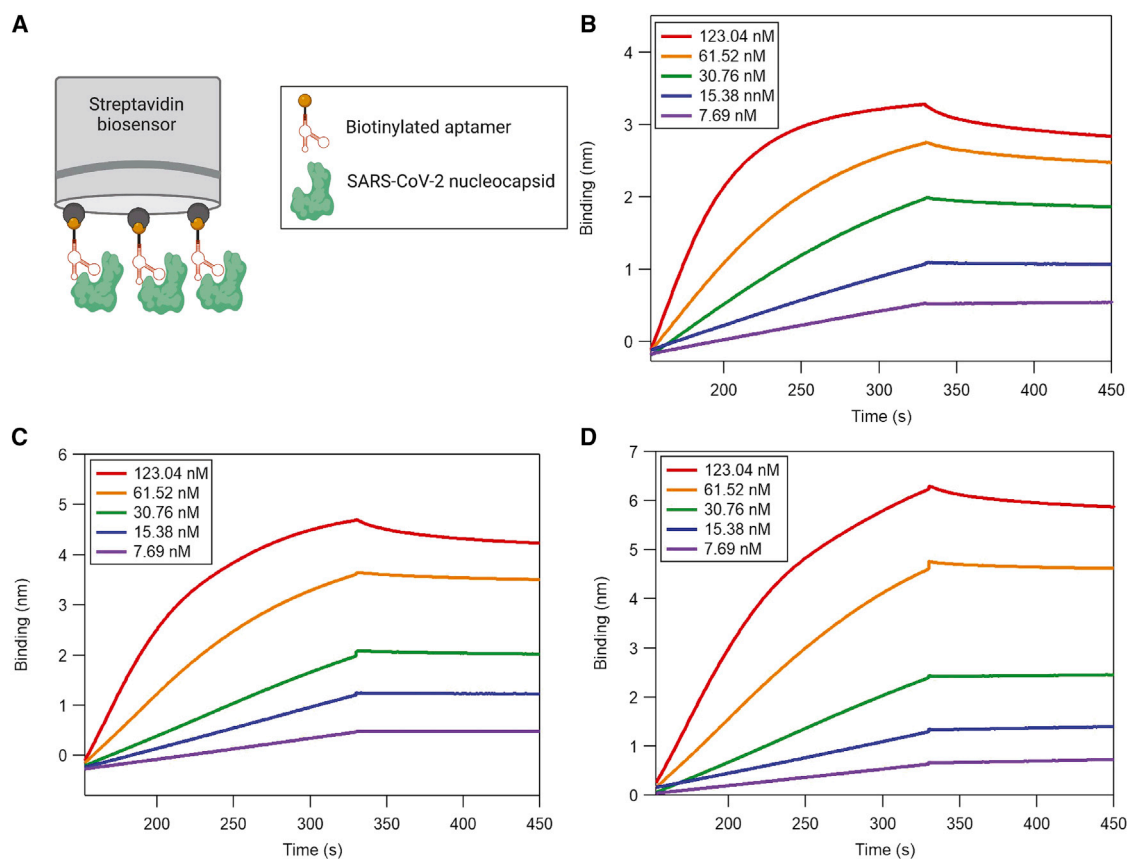 A
Streptavidin
biosensor
Biotinylated aptamer
SARS-CoV-2 nucleocapsid
B
123.04 nM
61.52 nM
30.76 nM
15.38 nnM
7.69 nM
Binding (nm)
4
3
2
1
0
200 250 300 350 400 450
Time (s)
C
123.04 nM
61.52 nM
30.76 nM
15.38 nM
7.69 nM
Binding (nm)
6
5
4
3
2
1
0
200 250 300 350 400 450
Time (s)
D
123.04 nM
61.52 nM
30.76 nM
15.38 nM
7.69 nM
Binding (nm)
7
6
5
4
3
2
1
0
200 250 300 350 400 450
Time (s)